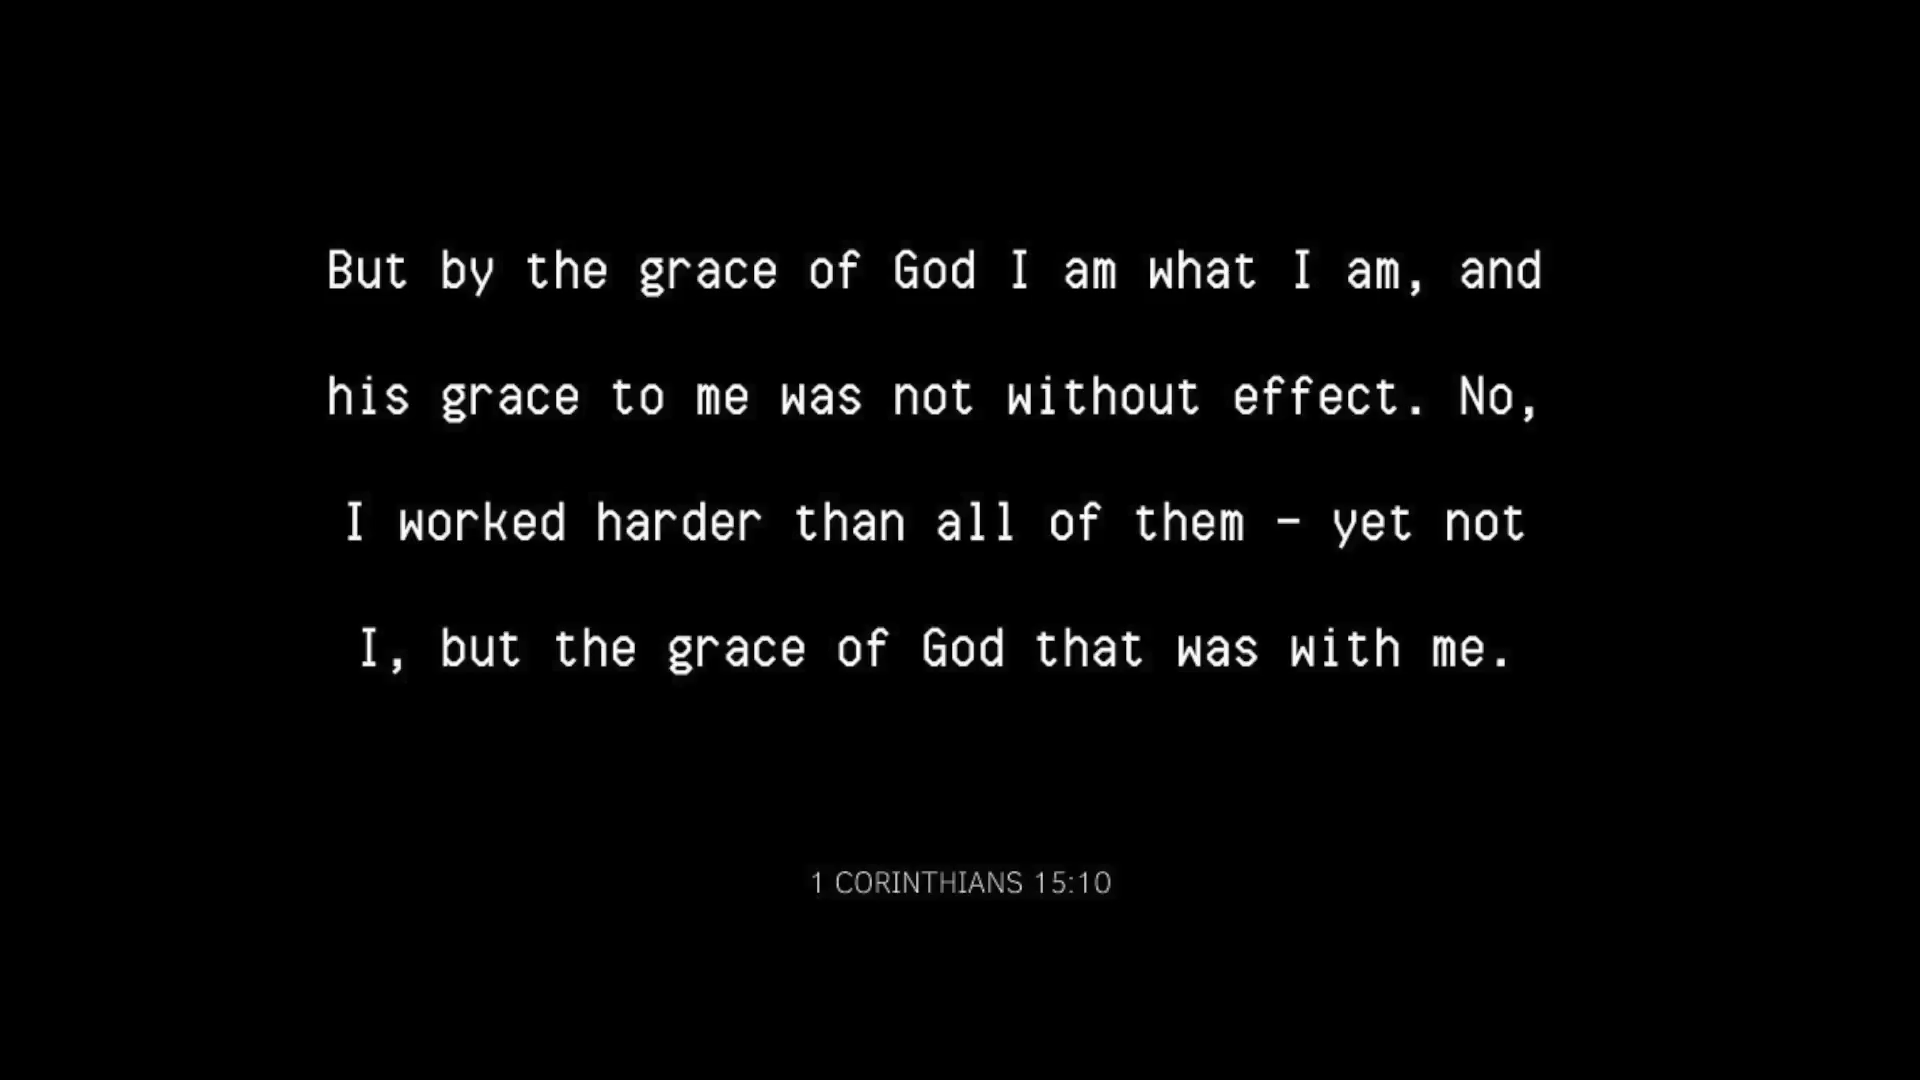 But by the grace of God I am what I am, and
his grace to me was not without effect. No,
I worked harder than all of them – yet not
I, but the grace of God that was with me.
1 CORINTHIANS 15:10